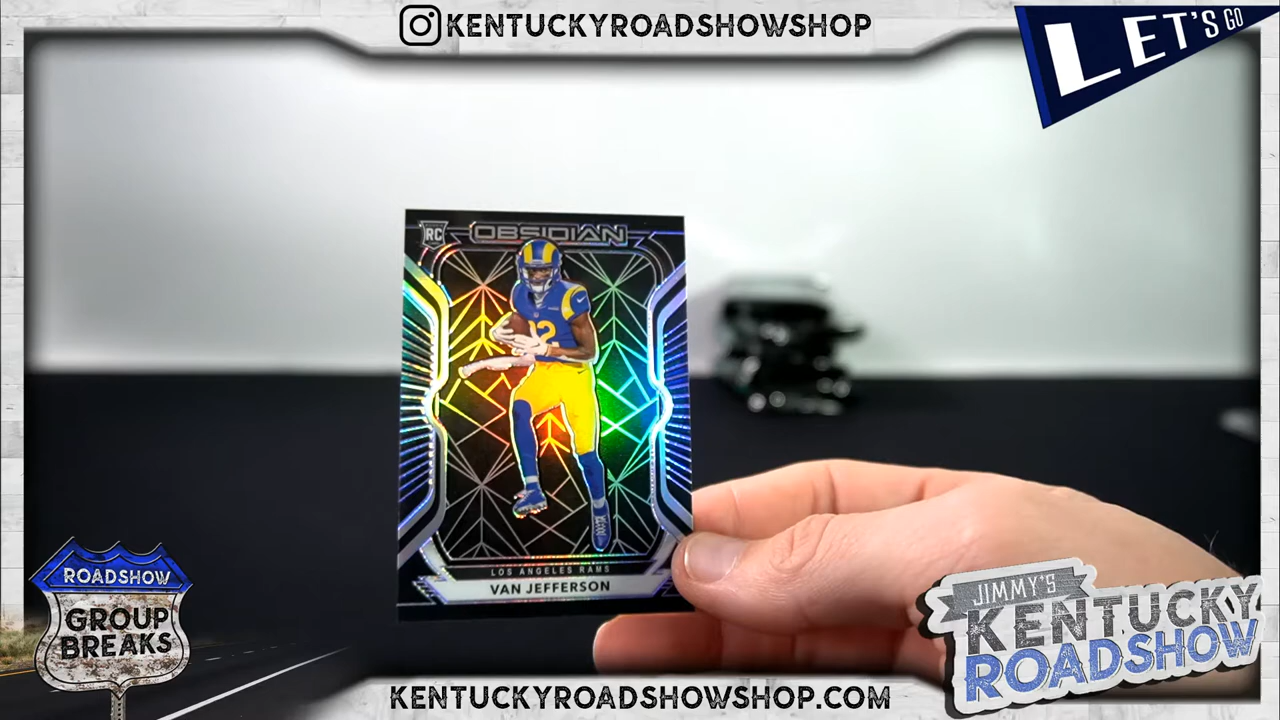 KENTUCKYROADSHOWSHOP
LET'S GO
RC
OBSIDIAN
12
LOS ANGELES RAMS
VAN JEFFERSON
ROADSHOW
GROUP
BREAKS
JIMMY'S
KENTUCKY
ROADSHOW
KENTUCKYROADSHOWSHOP.COM